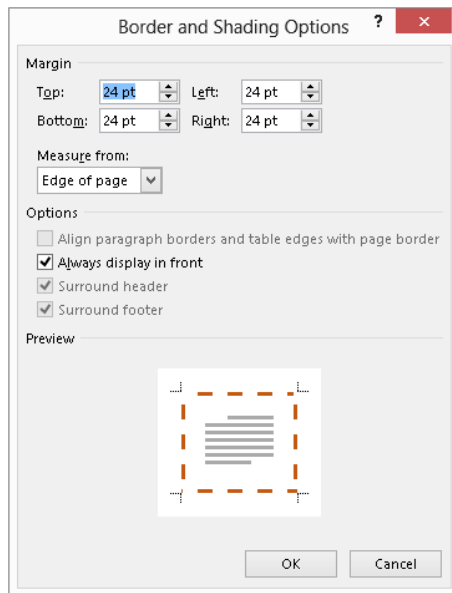 Border and Shading Options ? ×
Margin
Top: 24 pt Left: 24 pt
Bottom: 24 pt Right: 24 pt
Measure from:
Edge of page
Options
Align paragraph borders and table edges with page border
Always display in front
Surround header
Surround footer
Preview
OK Cancel